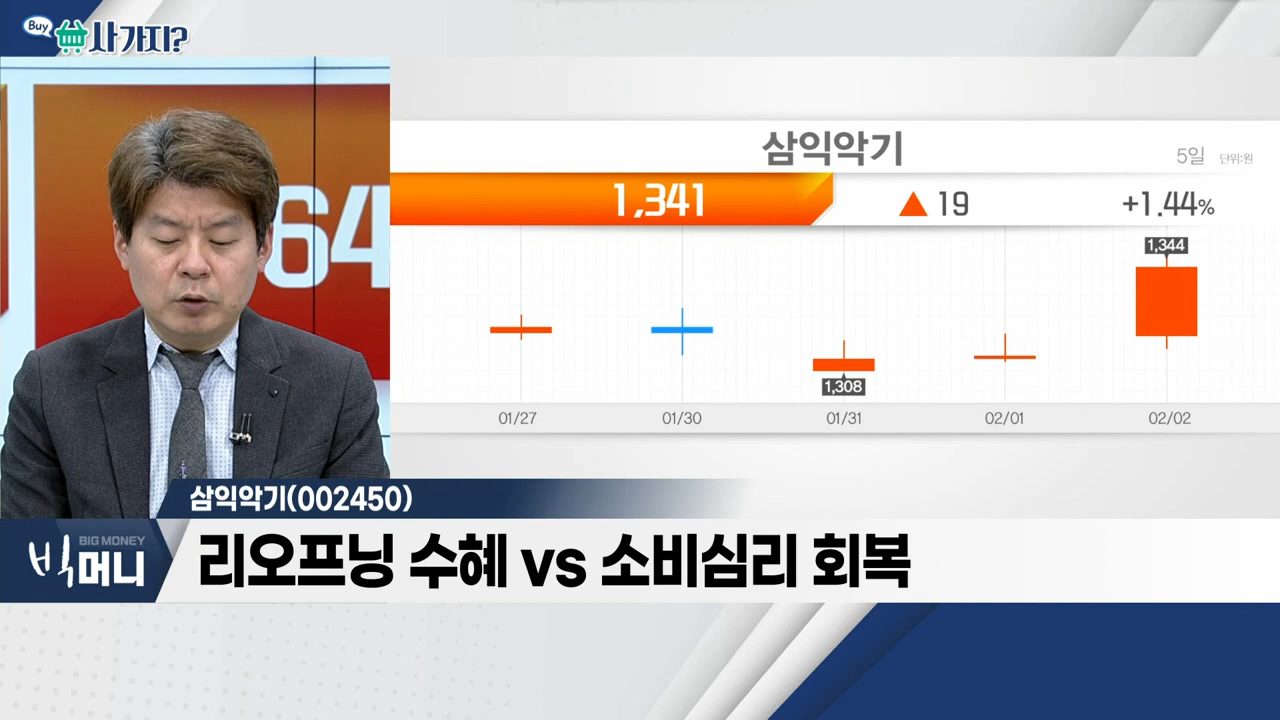 Buy 사가지?
64
삼익악기
5일 단위:원
1,341 ▲ 19 +1.44%
1,344
1,308
01/27 01/30 01/31 02/01 02/02
삼익악기(002450)
BIG MONEY
빅머니
리오프닝 수혜 vs 소비심리 회복